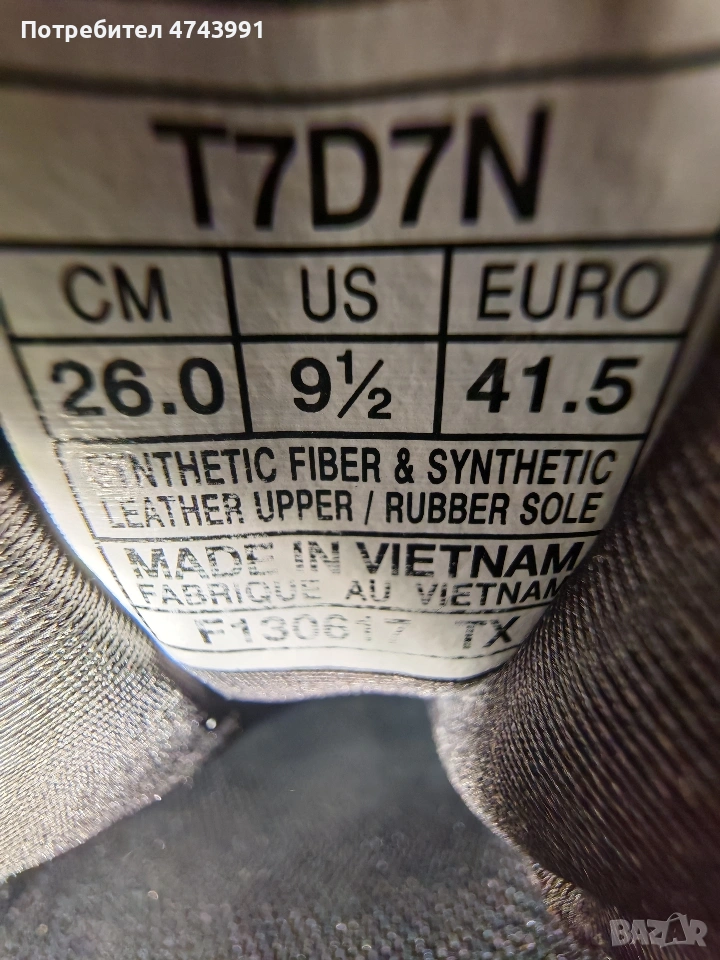 Потребител 4743991
T7D7N
CM US EURO
26.0 9½ 41.5
SYNTHETIC FIBER & SYNTHETIC
LEATHER UPPER / RUBBER SOLE
MADE IN VIETNAM
FABRIQUE AU VIETNAM
TX
BAZAR